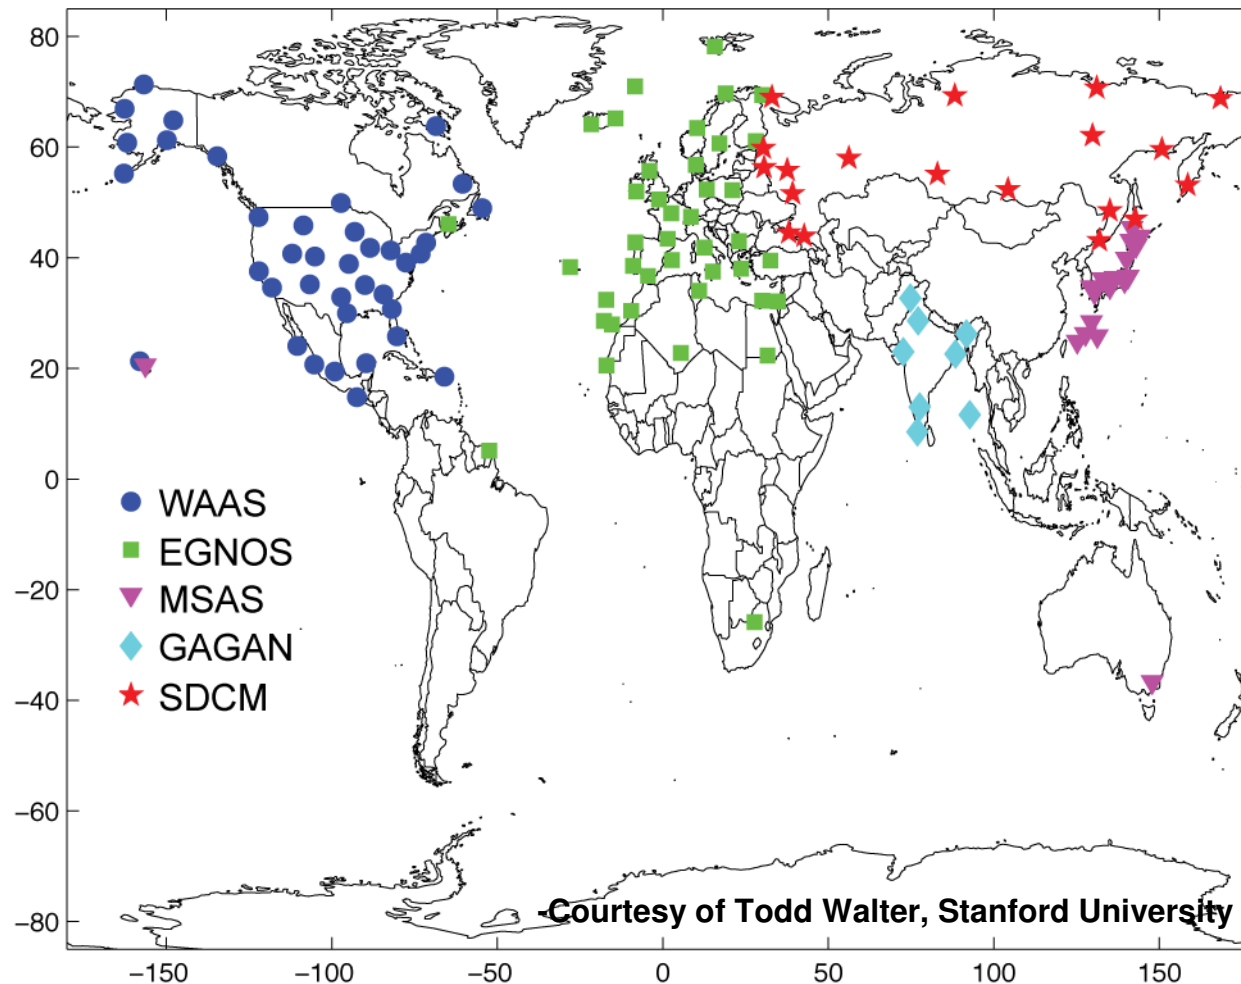 80
60
40
20
0
−20
−40
−60
−80
WAAS
EGNOS
MSAS
GAGAN
SDCM
Courtesy of Todd Walter, Stanford University
−150 −100 −50 0 50 100 150